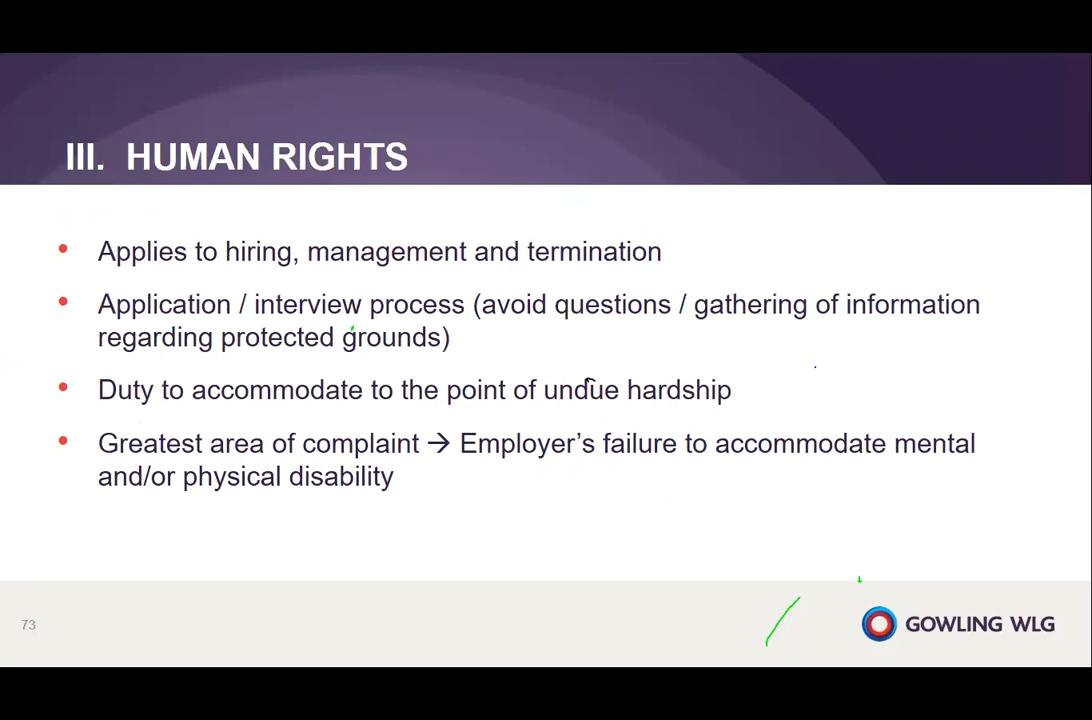 III. HUMAN RIGHTS
• Applies to hiring, management and termination
• Application / interview process (avoid questions / gathering of information
regarding protected grounds)
• Duty to accommodate to the point of undue hardship
• Greatest area of complaint → Employer’s failure to accommodate mental
and/or physical disability
73
GOWLING WLG